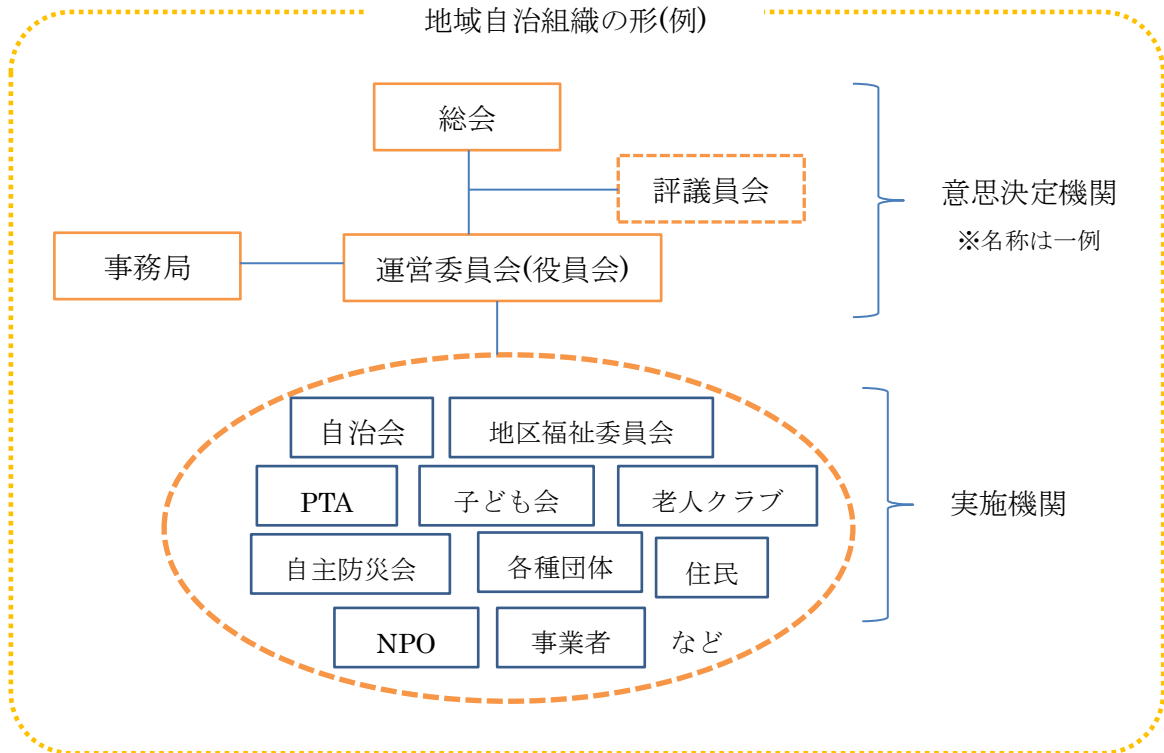 地域自治組織の形(例)
総会
評議員会
意思決定機関
※名称は一例
事務局
運営委員会(役員会)
自治会
地区福祉委員会
PTA
子ども会
老人クラブ
実施機関
自主防災会
各種団体
住民
NPO
事業者
など